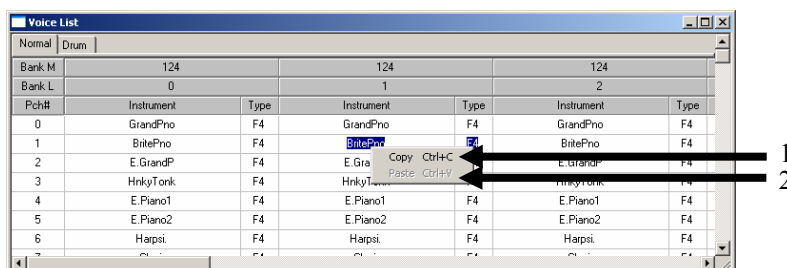 Voice List
Normal Drum
Bank M 124 124 124
Bank L 0 1 2
Pch# Instrument Type Instrument Type Instrument Type
0 GrandPno F4 GrandPno F4 GrandPno F4
1 BritePno F4 BritePno F4 BritePno F4
Copy Ctrl+C 1
2 E.GrandP F4 E.Gra E.GrandP F4
Paste Ctrl+V 2
3 HnkyTonk F4 HnkyTonk F4 HnkyTonk F4
4 E.Piano1 F4 E.Piano1 F4 E.Piano1 F4
5 E.Piano2 F4 E.Piano2 F4 E.Piano2 F4
6 Harpsi. F4 Harpsi. F4 Harpsi. F4